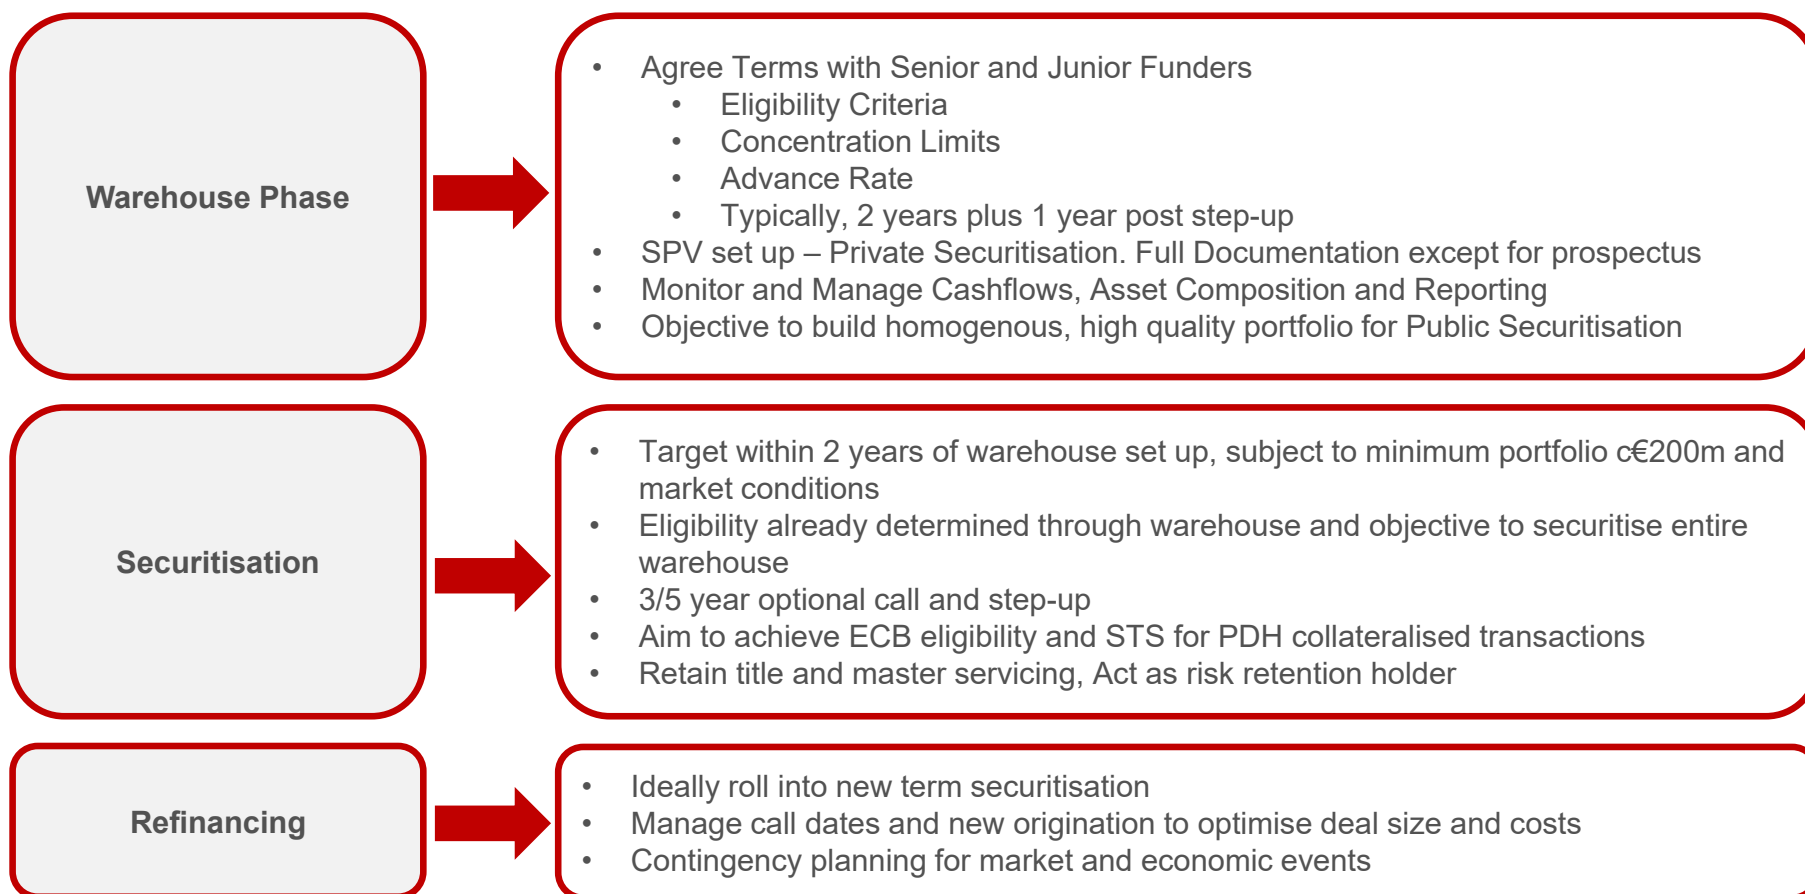 Warehouse Phase
• Agree Terms with Senior and Junior Funders
• Eligibility Criteria
• Concentration Limits
• Advance Rate
• Typically, 2 years plus 1 year post step-up
• SPV set up – Private Securitisation. Full Documentation except for prospectus
• Monitor and Manage Cashflows, Asset Composition and Reporting
• Objective to build homogenous, high quality portfolio for Public Securitisation
Securitisation
• Target within 2 years of warehouse set up, subject to minimum portfolio c€200m and
market conditions
• Eligibility already determined through warehouse and objective to securitise entire
warehouse
• 3/5 year optional call and step-up
• Aim to achieve ECB eligibility and STS for PDH collateralised transactions
• Retain title and master servicing, Act as risk retention holder
Refinancing
• Ideally roll into new term securitisation
• Manage call dates and new origination to optimise deal size and costs
• Contingency planning for market and economic events